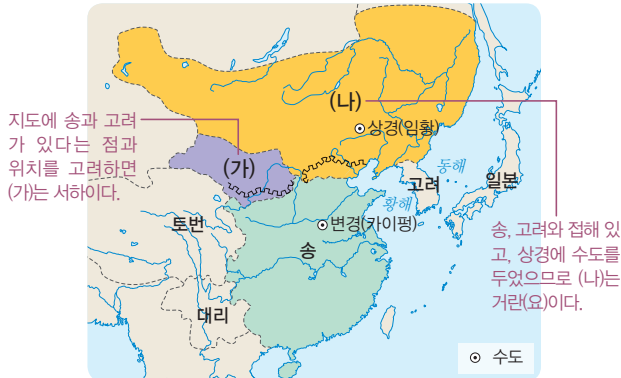 지도에 송과 고려
가 있다는 점과
위치를 고려하면
(가)는 서하이다.
(나)
상경(임황)
(가)
고려
동해
일본
황해
토번
변경(카이펑)
송
대리
송, 고려와 접해 있
고, 상경에 수도를
두었으므로 (나)는
거란(요)이다.
수도